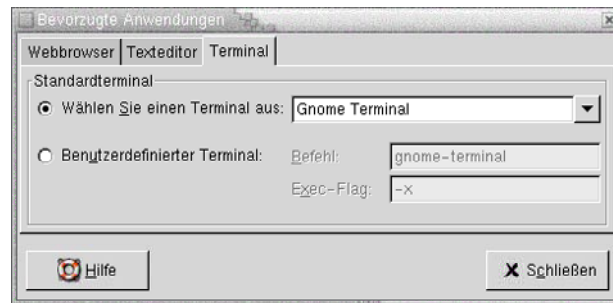 Bevorzugte Anwendungen
Webbrowser Texteditor Terminal
Standardterminal
Wählen Sie einen Terminal aus: Gnome Terminal
Benutzerdefinierter Terminal: Befehl: gnome-terminal
Exec-Flag: -x
Hilfe Schließen